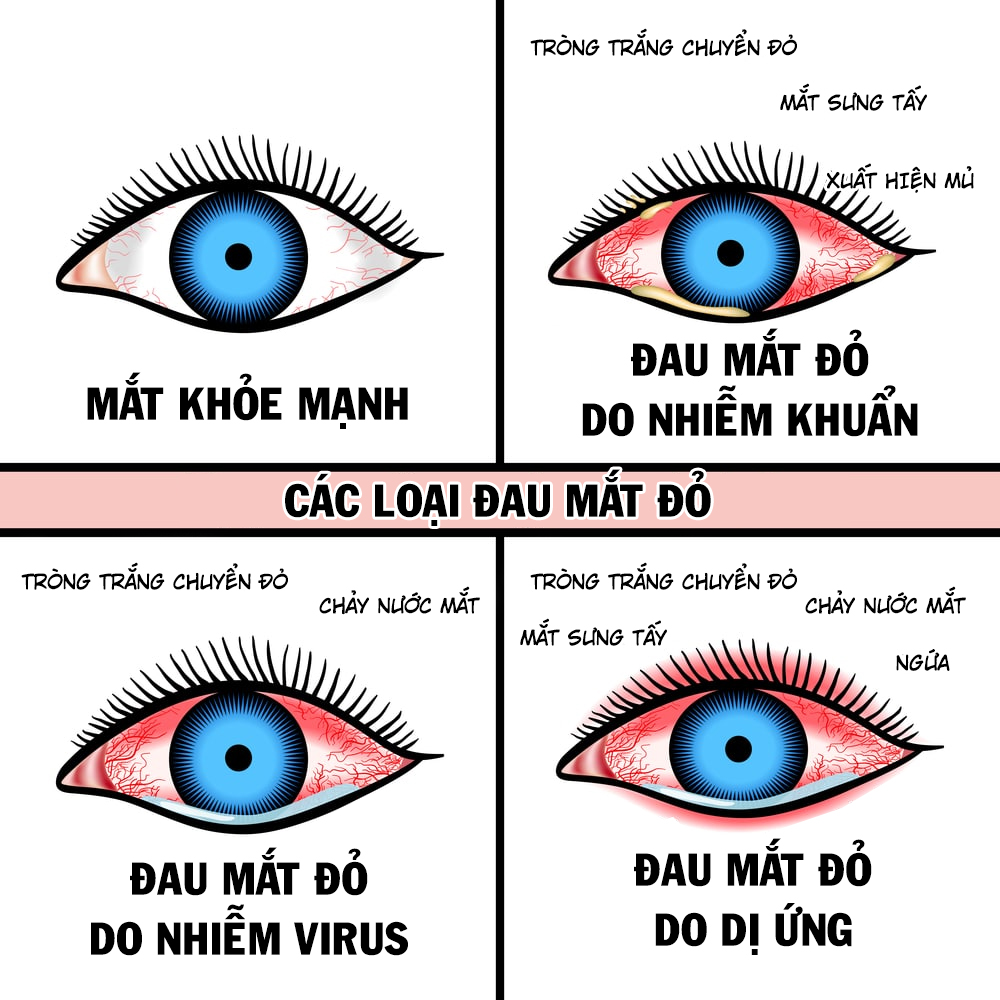 TRÒNG TRẮNG CHUYỂN ĐỎ
MẮT SƯNG TẤY
XUẤT HIỆN MỦ
MẮT KHỎE MẠNH
ĐAU MẮT ĐỎ
DO NHIỄM KHUẨN
CÁC LOẠI ĐAU MẮT ĐỎ
TRÒNG TRẮNG CHUYỂN ĐỎ
CHẢY NƯỚC MẮT
ĐAU MẮT ĐỎ
DO NHIỄM VIRUS
TRÒNG TRẮNG CHUYỂN ĐỎ
CHẢY NƯỚC MẮT
MẮT SƯNG TẤY
NGỨA
ĐAU MẮT ĐỎ
DO DỊ ỨNG